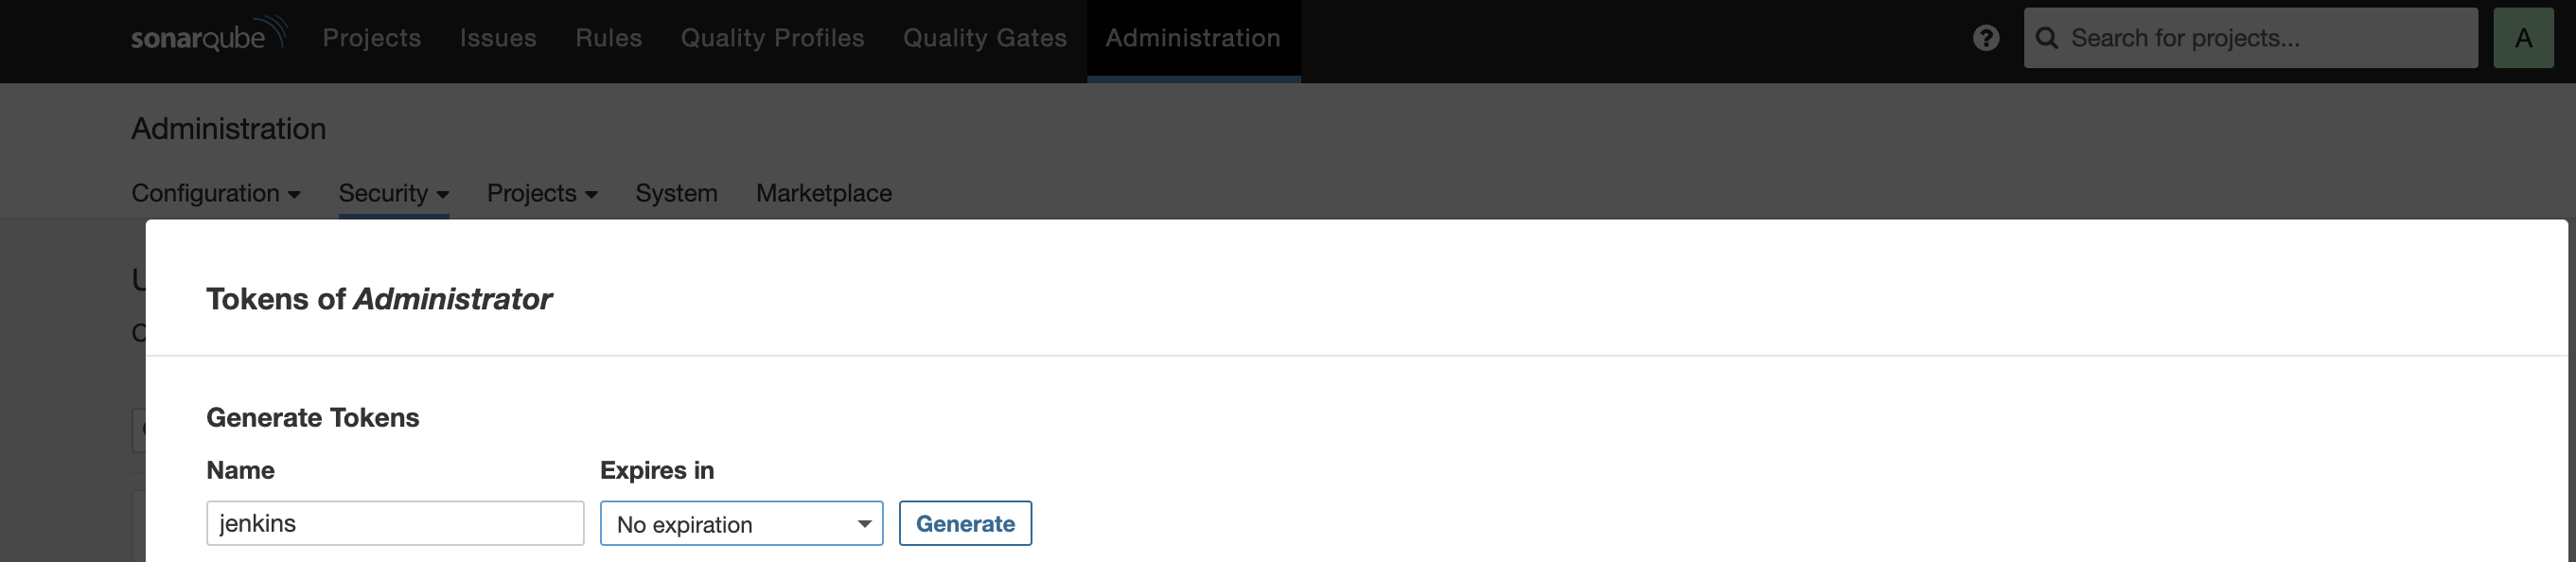 sonarqube Projects Issues Rules Quality Profiles Quality Gates Administration ? Search for projects... A
Administration
Configuration Security Projects System Marketplace
Tokens of Administrator
Generate Tokens
Name Expires in
jenkins No expiration Generate